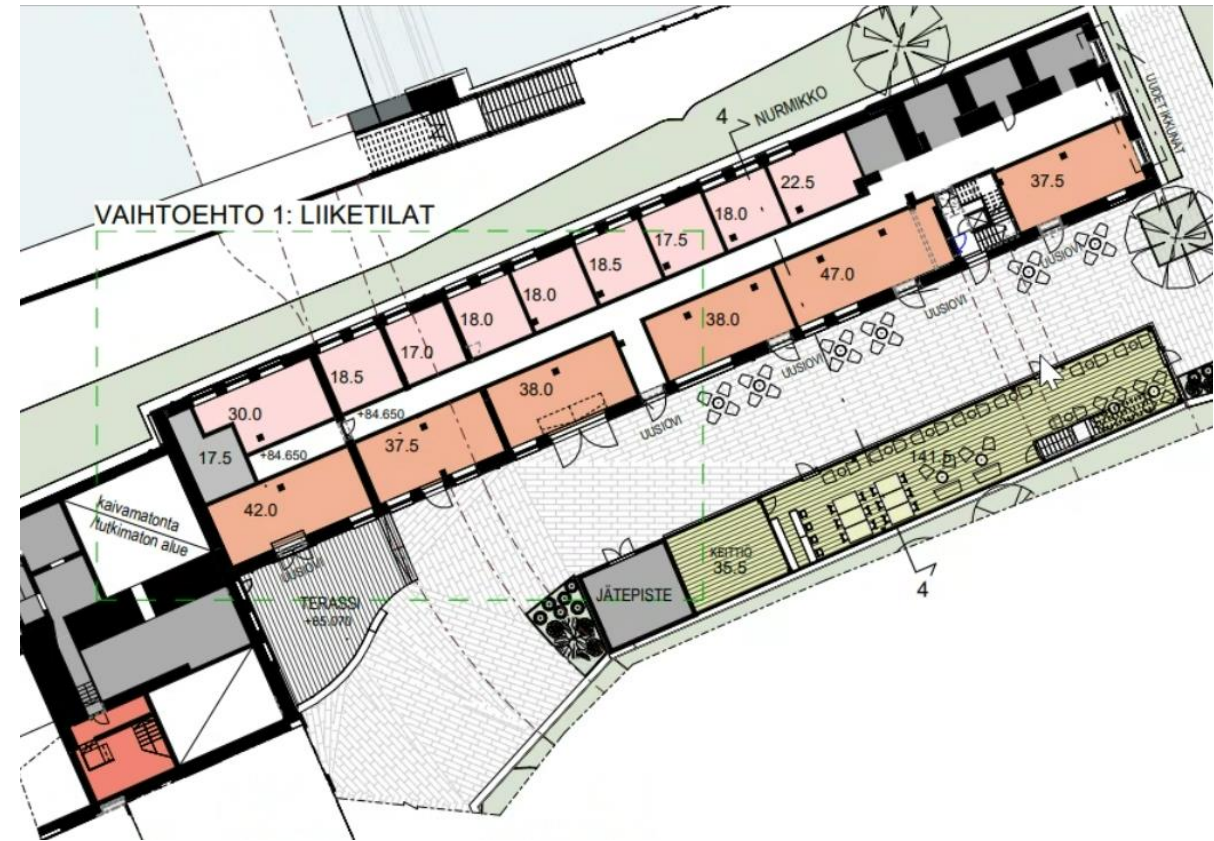 4
NURMIKKO
UUDET IKKUNAT
VAIHTOEHTO 1: LIIKETILAT
22.5
37.5
18.0
17.5
18.5
47.0
18.0
38.0
18.0
17.0
18.5
38.0
30.0
+84.650
37.5
17.5
+84.650
42.0
UUSIOVI
UUSIOVI
UUSIOVI
UUSIOVI
UUSIOVI
kaivamatonta
/tutkimaton alue
141.5
KEITTIÖ
35.5
JÄTEPISTE
TERASSI
+85.070
4